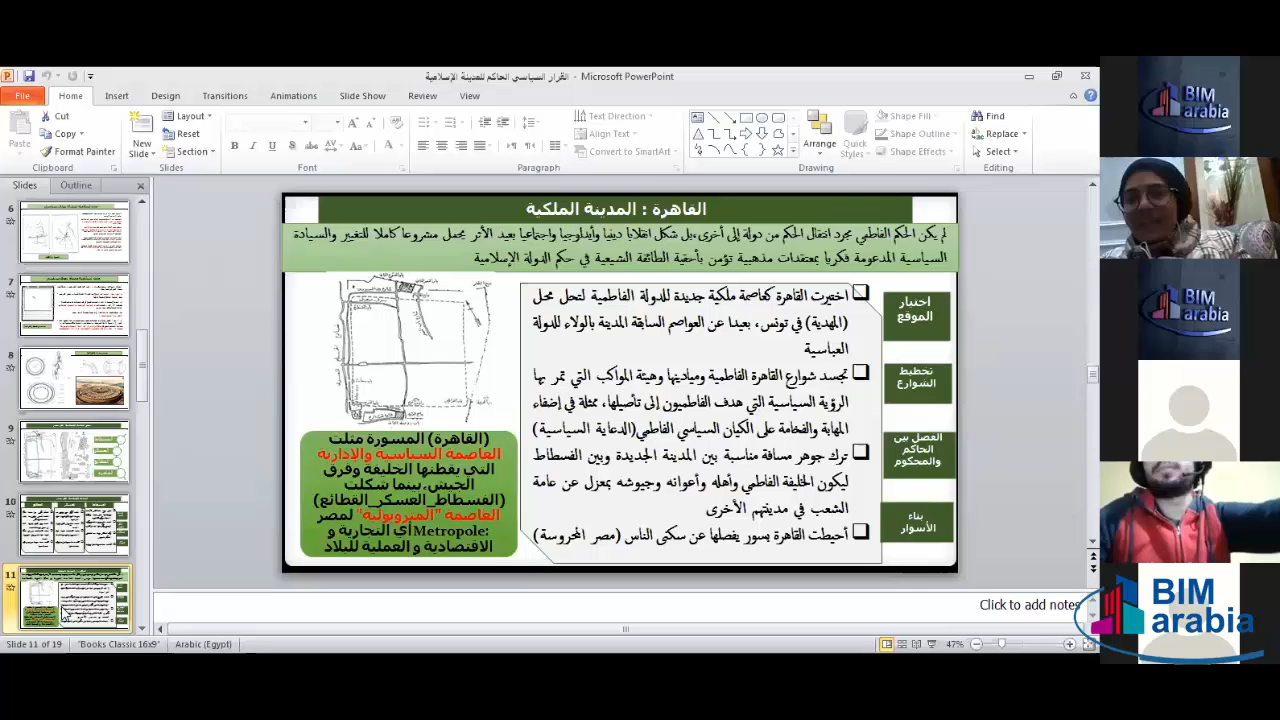 القرار السياسي الحاكم للمدينة الإسلامية - Microsoft PowerPoint
File Home Insert Design Transitions Animations Slide Show Review View
Paste
Cut
Copy
Format Painter
Clipboard
New Slide
Layout
Reset
Section
Slides
Font
Paragraph
Text Direction
Align Text
Convert to SmartArt
Arrange
Quick Styles
Shape Fill
Shape Outline
Shape Effects
Drawing
Find
Replace
Select
Editing
Slides Outline
6
7
8
9
10
11
القاهرة : المدينة الملكية
لم يكن الحكم الفاطمي مجرد انتقال الحكم من دولة إلى أخرى،بل شكل انقلابا دينيا وأيدلوجيا واجتماعيا بعيد الأثر يحمل مشروعا كاملا للتغيير والسيادة
السياسية المدعومة فكرياً بمعتقدات مذهبية تؤمن بأحقية الطائفة الشيعية في حكم الدولة الإسلامية
اختيار
الموقع
اختيرت القاهرة كعاصمة ملكية جديدة للدولة الفاطمية لتحل محل
(المهدية) في تونس، بعيدا عن العواصم السابقة المدينة بالولاء للدولة
العباسية
تخطيط
الشوارع
تجسد شوارع القاهرة الفاطمية وميادينها وهيئة المواكب التي تمر بها
الرؤية السياسية التي هدف الفاطميون إلى تأصيلها، ممثلة في إضفاء
المهابة والفخامة على الكيان السياسي الفاطمي(الدعاية السياسية)
الفصل بين
الحاكم
والمحكوم
ترك جوهر مسافة مناسبة بين المدينة الجديدة وبين الفسطاط
ليكون الخليفة الفاطمي وأهله وأعوانه وجيوشه بمعزل عن عامة
الشعب في مدينتهم الأخرى
بناء
الأسوار
أحيطت القاهرة بسور يفصلها عن سكنى الناس (مصر المحروسة)
(القاهرة) المسورة مثلت
العاصمة السياسية والإدارية
التي يقطنها الخليفة وفرق
الجيش،بينما شكلت
(الفسطاط_العسكر_القطائع)
العاصمة "الميتروبولية" لمصر
Metropole: أي التجارية و
الاقتصادية و العملية للبلاد
Click to add notes
Slide 11 of 19 "Books Classic 16x9" Arabic (Egypt) 47%
BIM
arabia
BIM
arabia
BIM
arabia